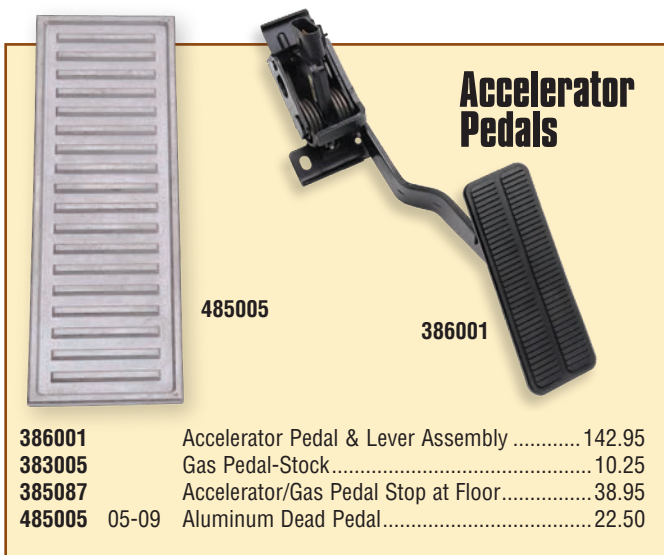 Accelerator
Pedals
485005
386001
386001 Accelerator Pedal & Lever Assembly ............142.95
383005 Gas Pedal-Stock..............................................10.25
385087 Accelerator/Gas Pedal Stop at Floor................38.95
485005 05-09 Aluminum Dead Pedal.....................................22.50